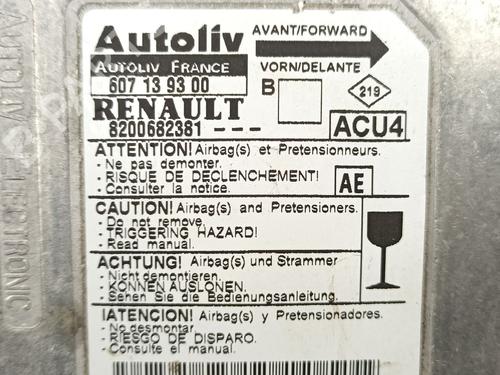 Autoliv
AVANT/FORWARD
AUTOLIV FRANCE
VORN/DELANTE
607 13 93 00
B
219
RENAULT
8200682381 ---
ACU4
ATTENTION! Airbag(s) et Pretensionneurs.
- Ne pas demonter.
- RISQUE DE DECLENCHEMENT!
- Consulter la notice.
AE
CAUTION! Airbag(s) and Pretensioners.
- Do not remove.
- TRIGGERING HAZARD!
- Read manual.
ACHTUNG! Airbag(s) und Strammer
- Nicht demontieren.
- KONNEN AUSLONSEN.
- Sehen Sie die Bedienungsanleitung.
!ATENCION! Airbag(s) y Pretensionadores.
- No desmontar.
- RIESGO DE DISPARO.
- Consulte el manual.
AUTOLIV ELECTRONIC